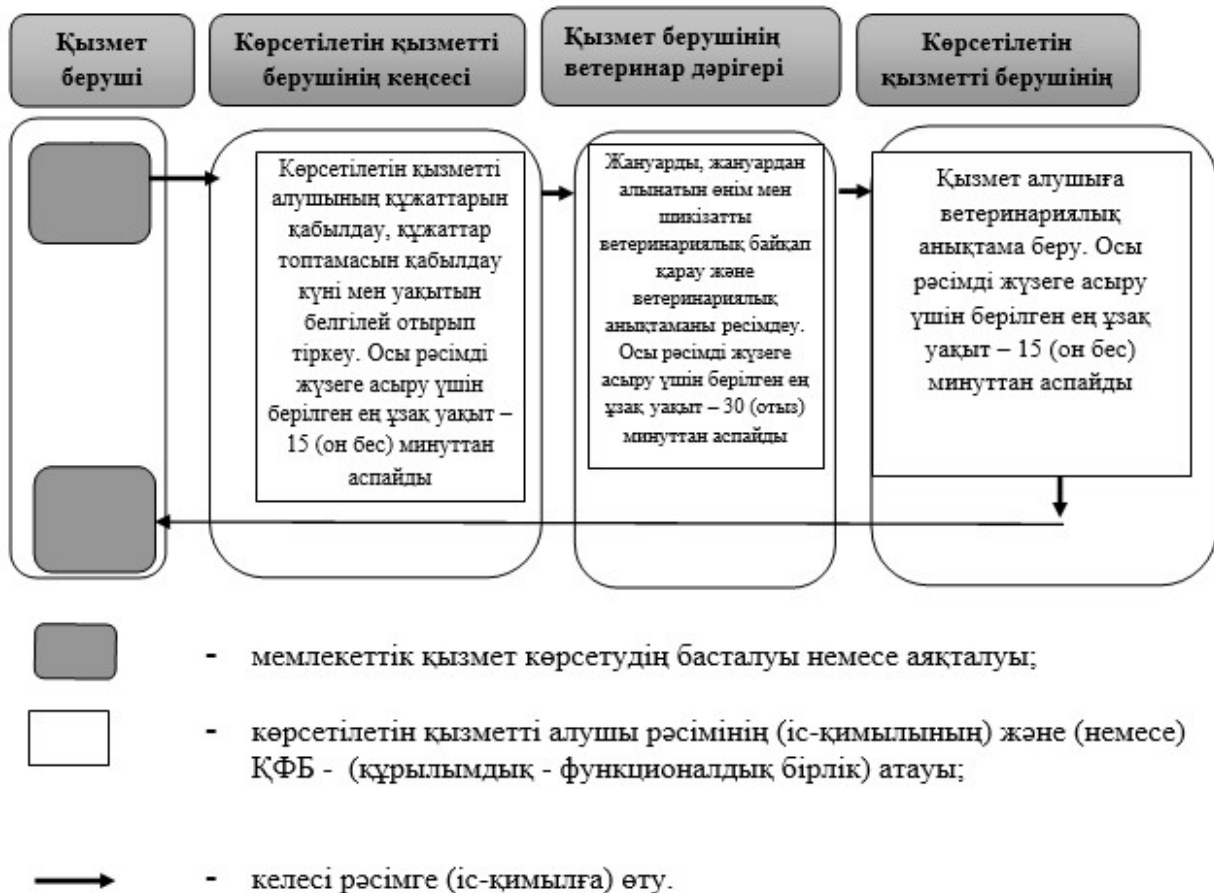 Қызмет
беруші
Көрсетілетін қызметті
берушінің кеңсесі
Қызмет берушінің
ветеринар дәрігері
Көрсетілетін
қызметті берушінің
Көрсетілетін қызметті
алушының құжаттарын
қабылдау, құжаттар
топтамасын қабылдау
күні мен уақытын
белгілей отырып
тіркеу. Осы рәсімді
жүзеге асыру үшін
берілген ең ұзақ уақыт –
15 (он бес) минуттан
аспайды
Жануарды, жануардан
алынатын өнім мен
шикізатты
ветеринариялық байқап
қарау және
ветеринариялық
анықтаманы ресімдеу.
Осы рәсімді жүзеге
асыру үшін берілген ең
ұзақ уақыт – 30 (отыз)
минуттан аспайды
Қызмет алушыға
ветеринариялық
анықтама беру. Осы
рәсімді жүзеге асыру
үшін берілген ең ұзақ
уақыт – 15 (он бес)
минуттан аспайды
- мемлекеттік қызмет көрсетудің басталуы немесе аяқталуы;
- көрсетілетін қызметті алушы рәсімінің (іс-қимылының) және (немесе)
ҚФБ - (құрылымдық - функционалдық бірлік) атауы;
- келесі рәсімге (іс-қимылға) өту.